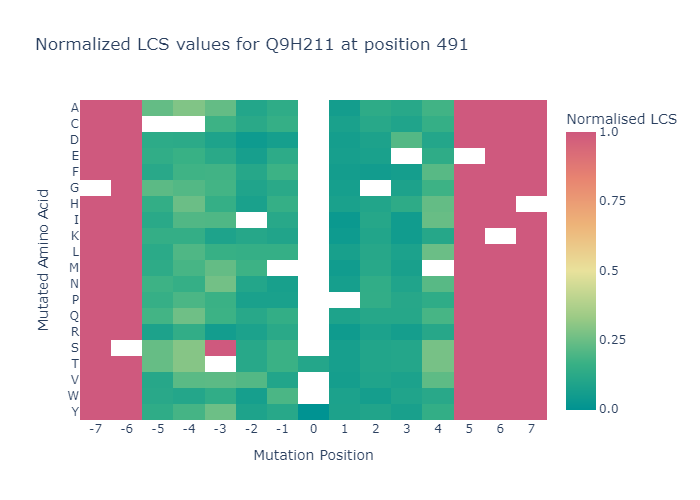 Normalized LCS values for Q9H211 at position 491
Normalised LCS
1.0
0.75
0.5
0.25
0.0
Mutated Amino Acid
A
C
D
E
F
G
H
I
K
L
M
N
P
Q
R
S
T
V
W
Y
-7 -6 -5 -4 -3 -2 -1 0 1 2 3 4 5 6 7
Mutation Position